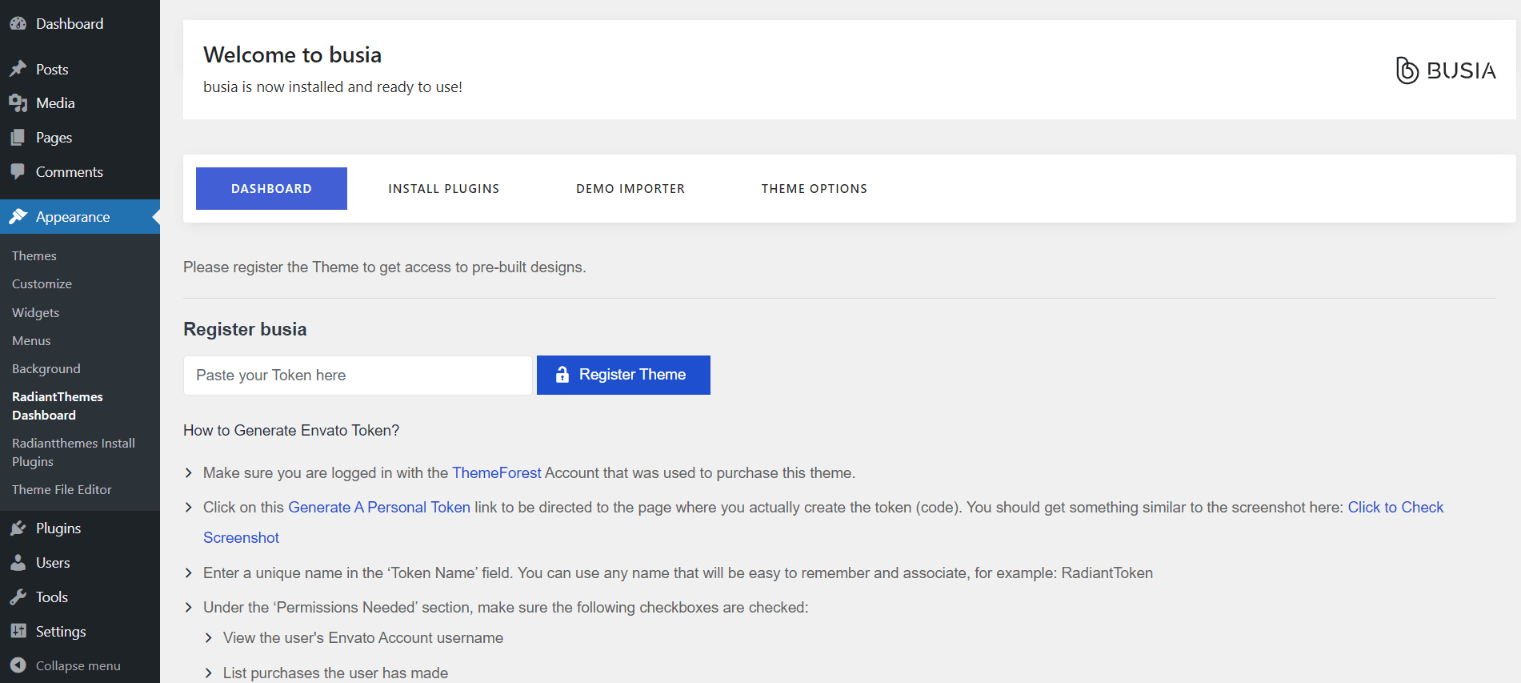 Dashboard
Posts
Media
Pages
Comments
Appearance
Themes
Customize
Widgets
Menus
Background
RadiantThemes
Dashboard
Radiantthemes Install
Plugins
Theme File Editor
Plugins
Users
Tools
Settings
Collapse menu
Welcome to busia
busia is now installed and ready to use!
BUSIA
DASHBOARD INSTALL PLUGINS DEMO IMPORTER THEME OPTIONS
Please register the Theme to get access to pre-built designs.
Register busia
Paste your Token here Register Theme
How to Generate Envato Token?
Make sure you are logged in with the ThemeForest Account that was used to purchase this theme.
Click on this Generate A Personal Token link to be directed to the page where you actually create the token (code). You should get something similar to the screenshot here: Click to Check
Screenshot
Enter a unique name in the ‘Token Name’ field. You can use any name that will be easy to remember and associate, for example: RadiantToken
Under the ‘Permissions Needed’ section, make sure the following checkboxes are checked:
View the user's Envato Account username
List purchases the user has made